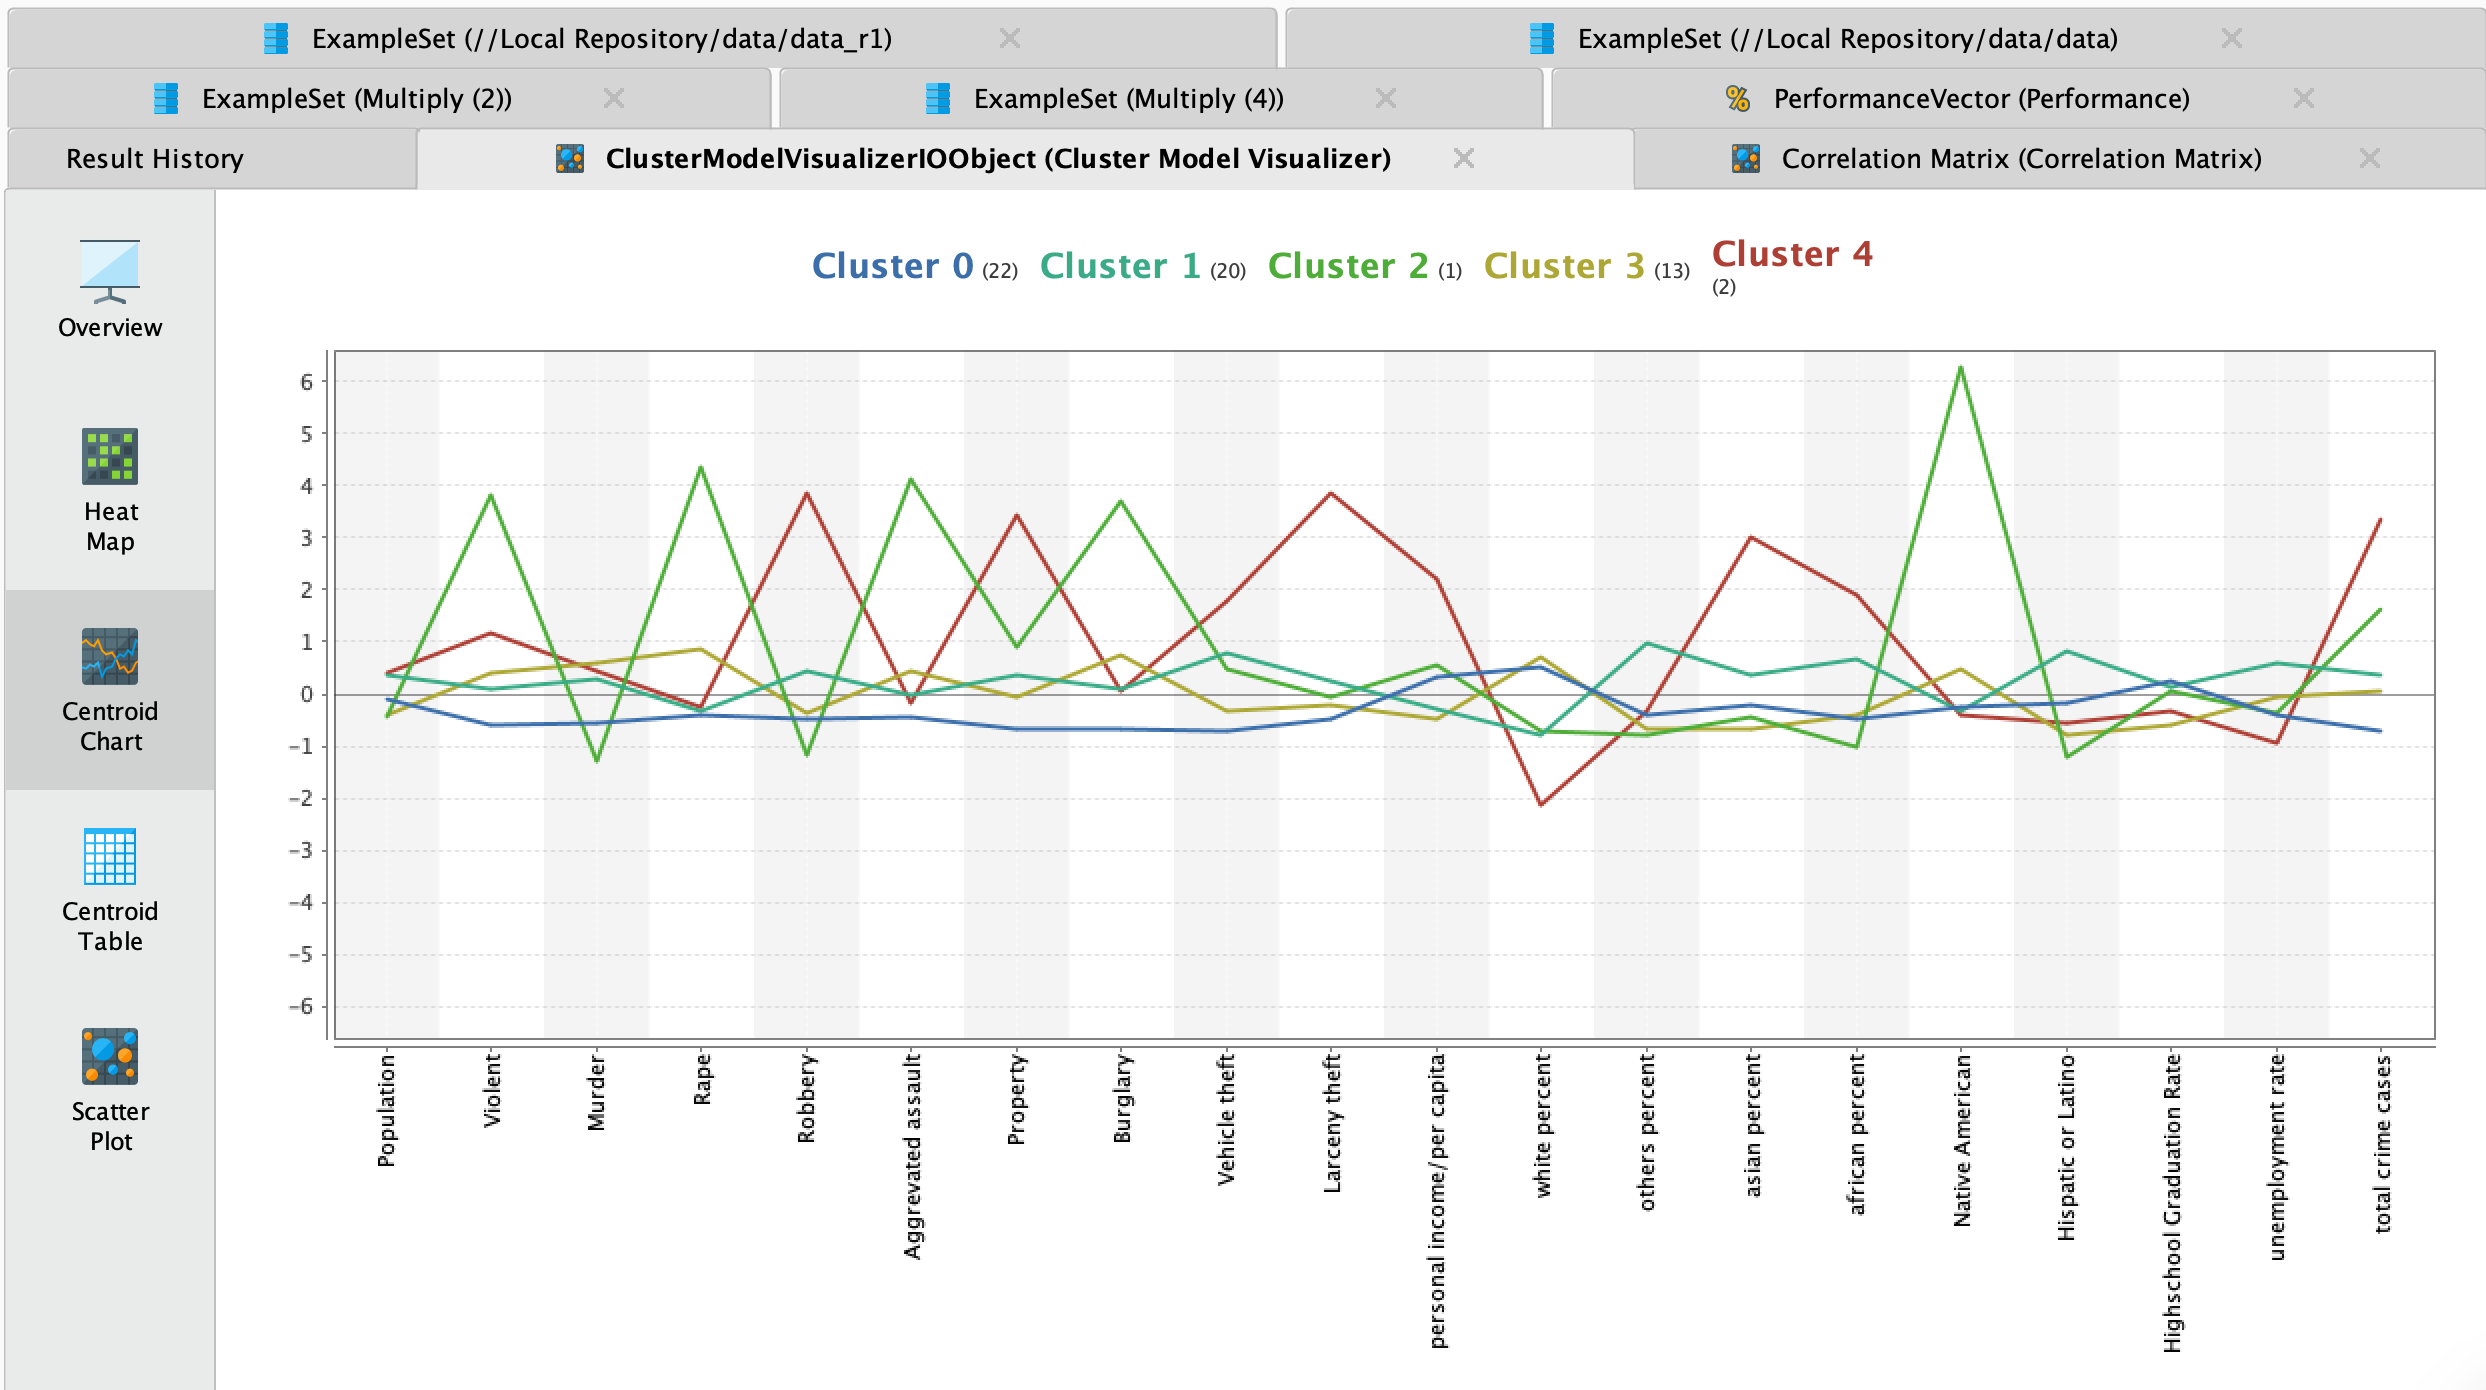 ExampleSet (//Local Repository/data/data_r1)
ExampleSet (//Local Repository/data/data)
ExampleSet (Multiply (2))
ExampleSet (Multiply (4))
PerformanceVector (Performance)
Result History
ClusterModelVisualizerIOObject (Cluster Model Visualizer)
Correlation Matrix (Correlation Matrix)
Overview
Heat
Map
Centroid
Chart
Centroid
Table
Scatter
Plot
Cluster 0 (22) Cluster 1 (20) Cluster 2 (1) Cluster 3 (13) Cluster 4
(2)
6
5
4
3
2
1
0
-1
-2
-3
-4
-5
-6
Population
Violent
Murder
Rape
Robbery
Aggrevated assault
Property
Burglary
Vehicle theft
Larceny theft
personal income/per capita
white percent
others percent
asian percent
african percent
Native American
Hispatic or Latino
Highschool Graduation Rate
unemployment rate
total crime cases